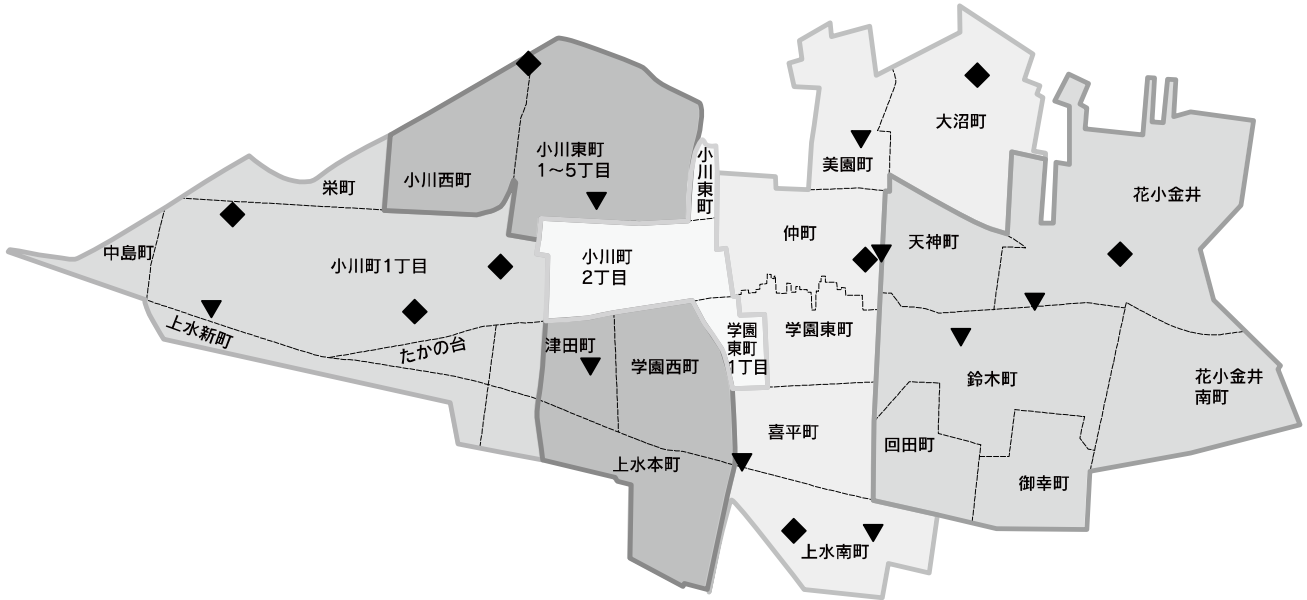 大沼町
小川東町
1～5丁目
小川東町
美園町
栄町
小川西町
花小金井
仲町
天神町
中島町
小川町1丁目
小川町
2丁目
上水新町
たかの台
津田町
学園西町
学園
東町
1丁目
学園東町
鈴木町
花小金井
南町
喜平町
回田町
上水本町
御幸町
上水南町